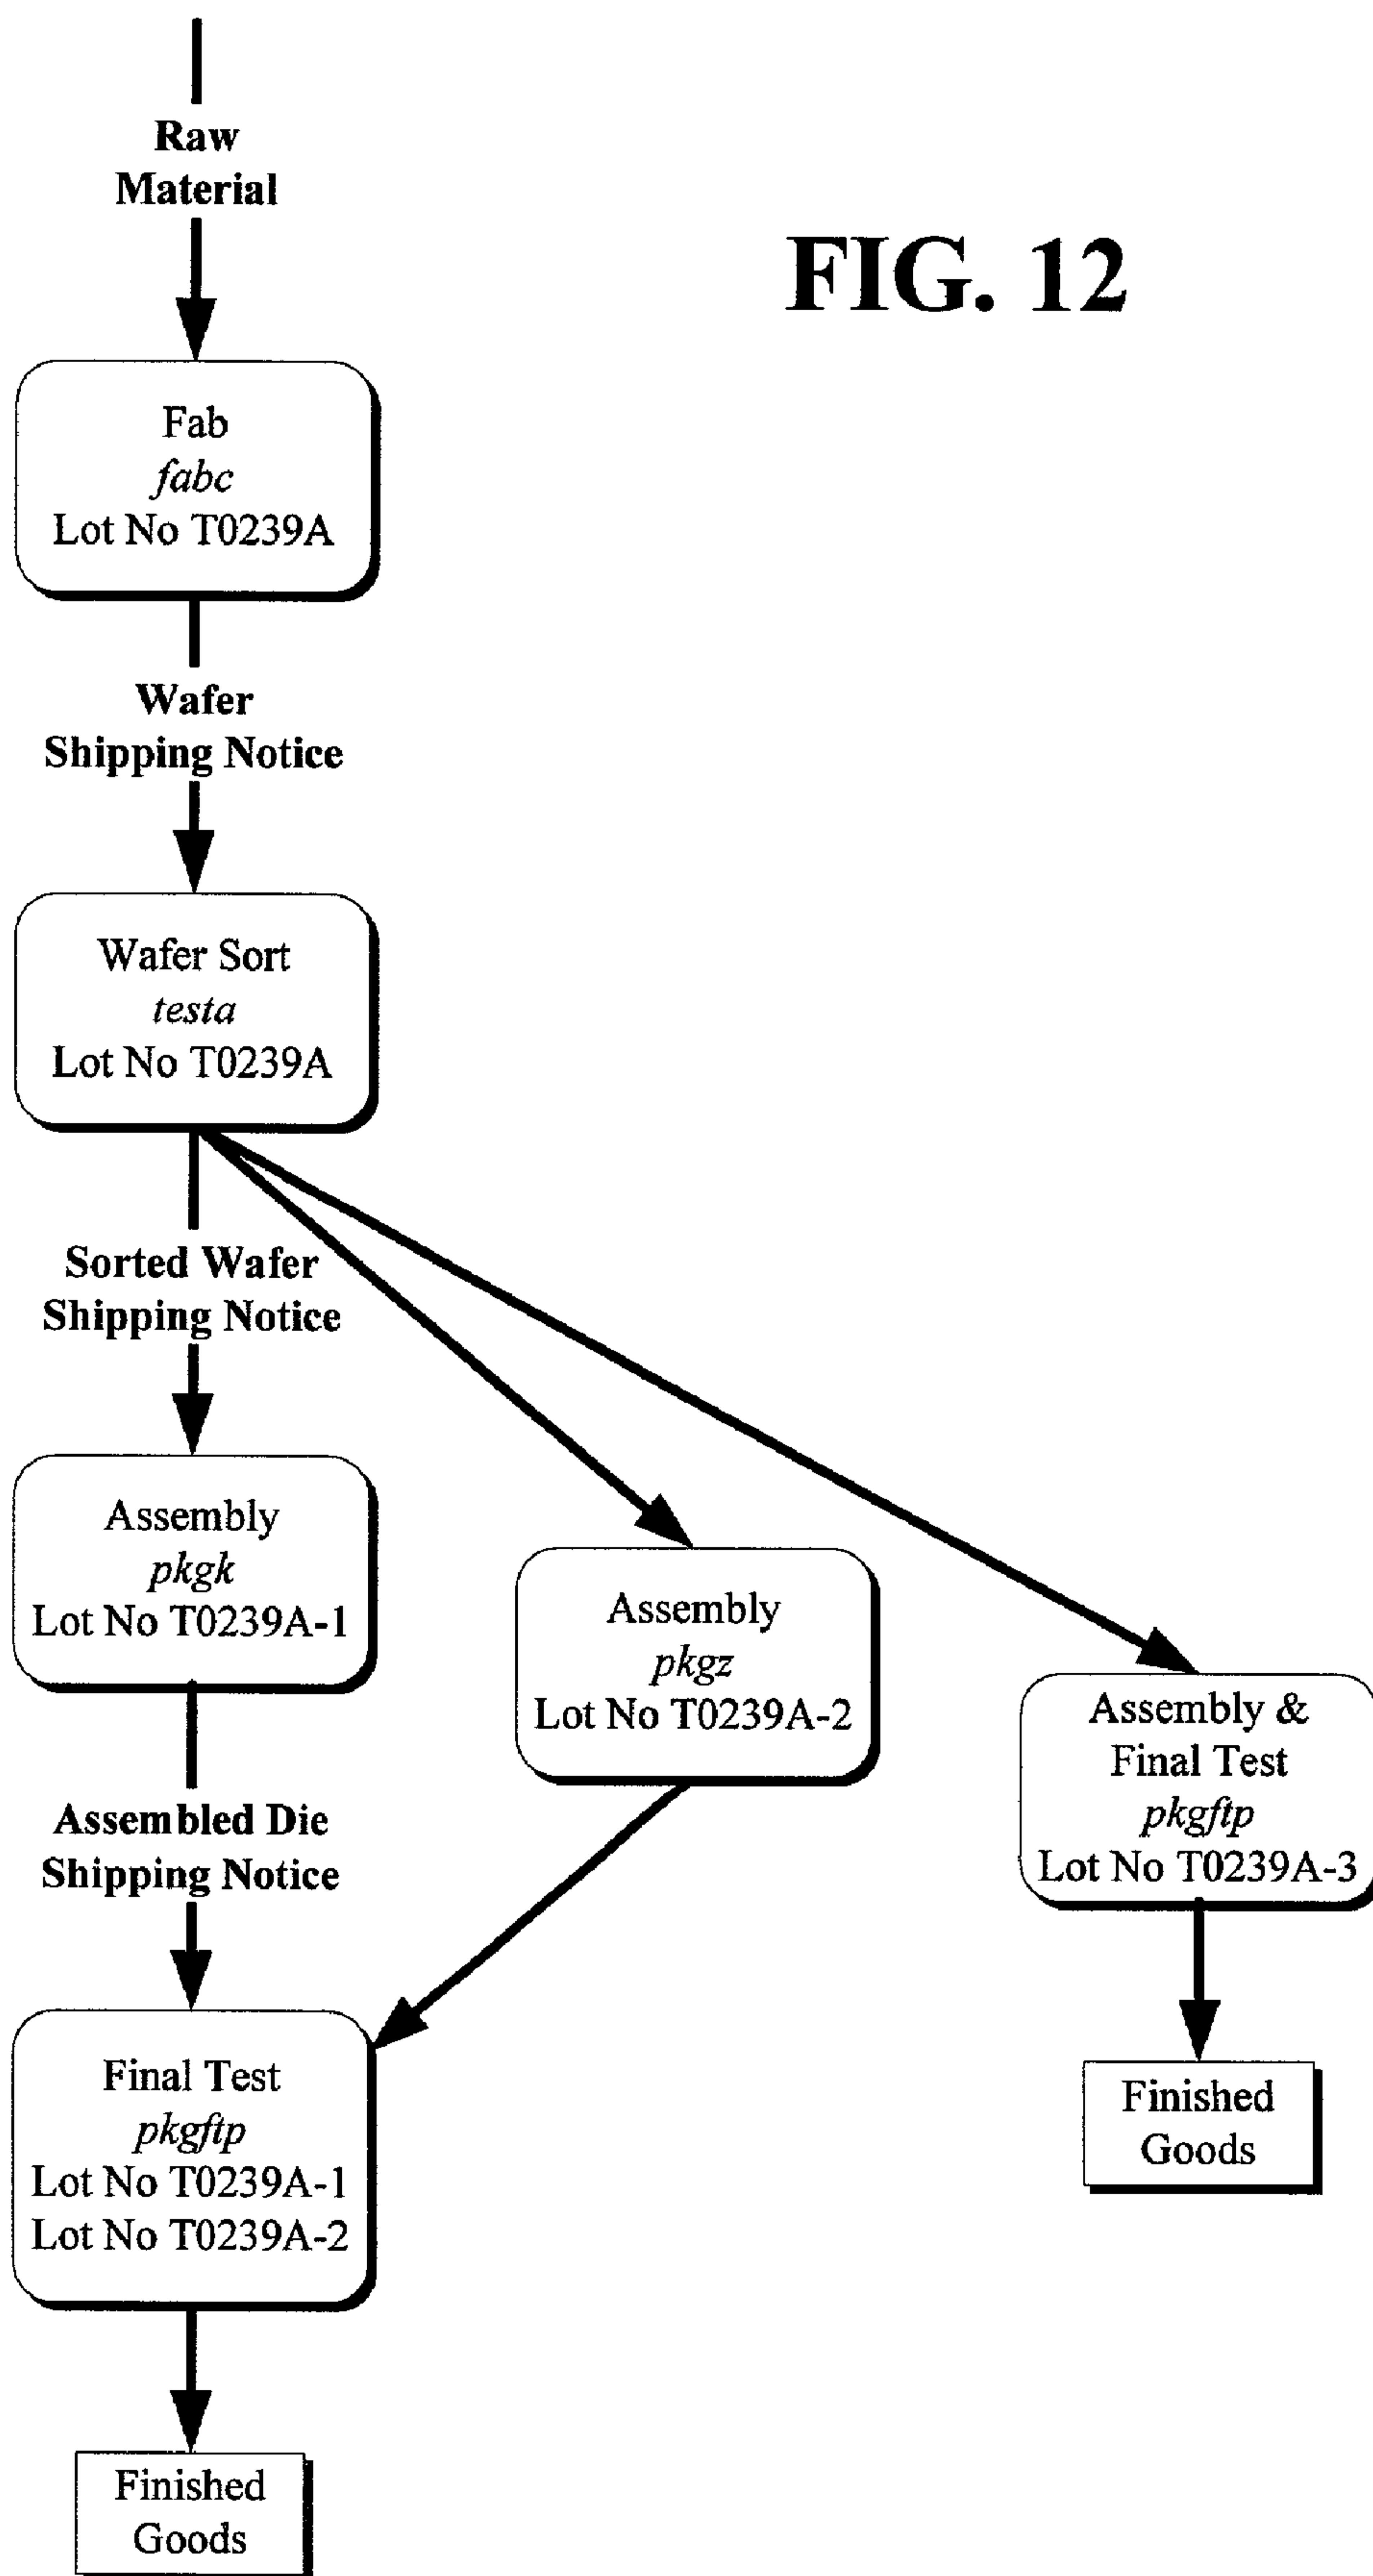 Raw
Material
FIG. 12
Fab
fabc
Lot No T0239A
Wafer
Shipping Notice
Wafer Sort
testa
Lot No T0239A
Sorted Wafer
Shipping Notice
Assembly
pkgk
Lot No T0239A-1
Assembly
pkgz
Lot No T0239A-2
Assembly &
Final Test
pkgftp
Lot No T0239A-3
Assembled Die
Shipping Notice
Final Test
pkgftp
Lot No T0239A-1
Lot No T0239A-2
Finished
Goods
Finished
Goods